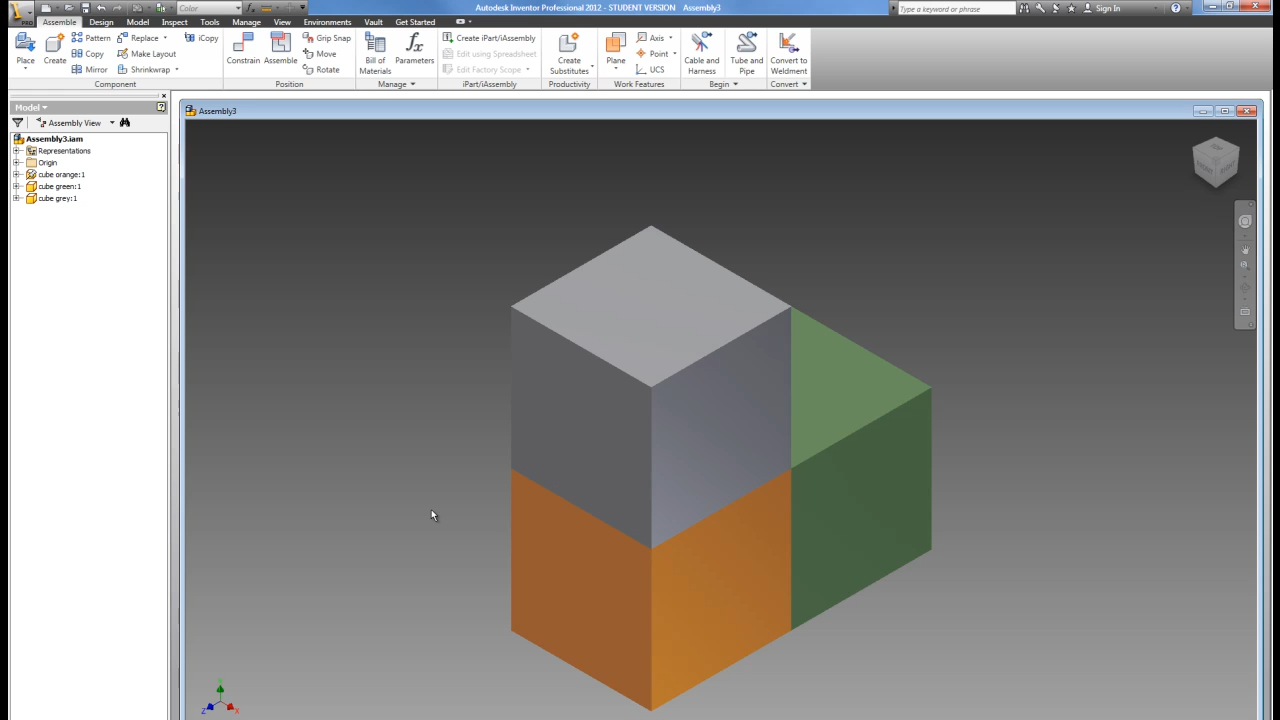 Color
Autodesk Inventor Professional 2012 - STUDENT VERSION Assembly3
Type a keyword or phrase
Sign In
PRO
Assemble Design Model Inspect Tools Manage View Environments Vault Get Started
Place
Create
Pattern
Copy
Mirror
Replace
Make Layout
Shrinkwrap
iCopy
Component
Constrain
Assemble
Grip Snap
Move
Rotate
Position
Bill of
Materials
fx
Parameters
Manage
Create iPart/iAssembly
Edit using Spreadsheet
Edit Factory Scope
iPart/iAssembly
Create
Substitutes
Productivity
Plane
Axis
Point
UCS
Work Features
Cable and
Harness
Tube and
Pipe
Begin
Convert to
Weldment
Convert
Model
Assembly View
Assembly3.iam
Representations
Origin
cube orange:1
cube green:1
cube grey:1
Assembly3
Y
Z
X